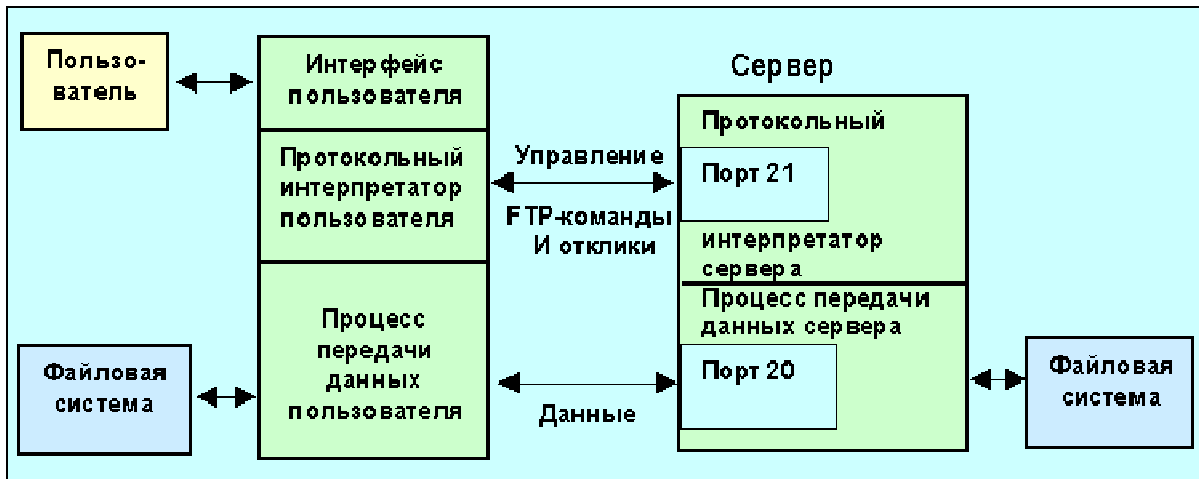 Пользо-
ватель
Интерфейс
пользователя
Протокольный
интерпретатор
пользователя
Процесс
передачи
данных
пользователя
Файловая
система
Управление
FTP-команды
И отклики
Данные
Сервер
Протокольный
Порт 21
интерпретатор
сервера
Процесс передачи
данных сервера
Порт 20
Файловая
система